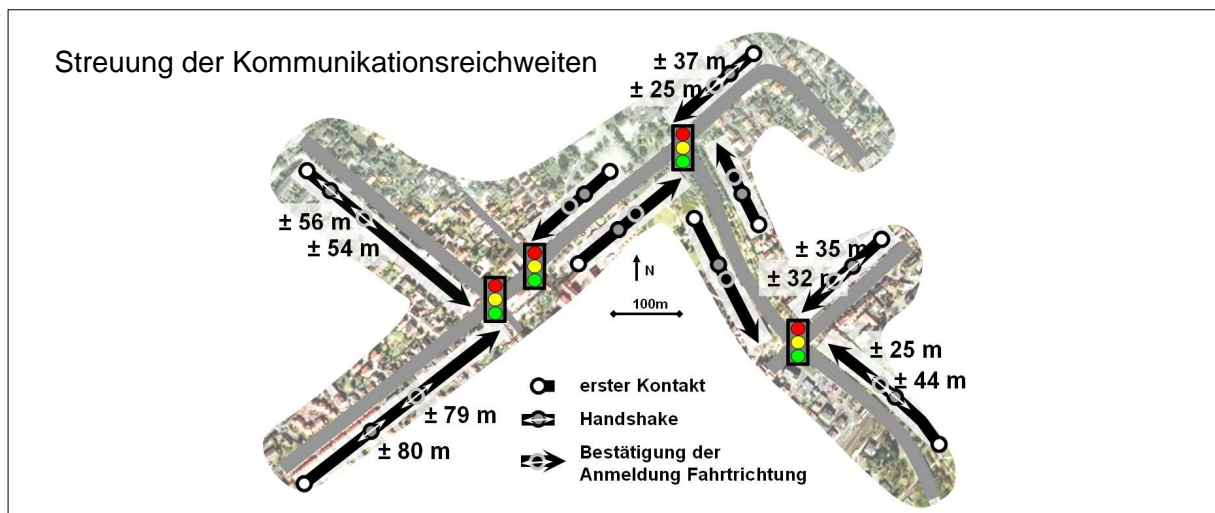 Streuung der Kommunikationsreichweiten
± 37 m
± 25 m
± 56 m
± 54 m
± 35 m
± 32 m
N
100m
± 25 m
± 44 m
erster Kontakt
± 79 m
Handshake
± 80 m
Bestätigung der
Anmeldung Fahrtrichtung